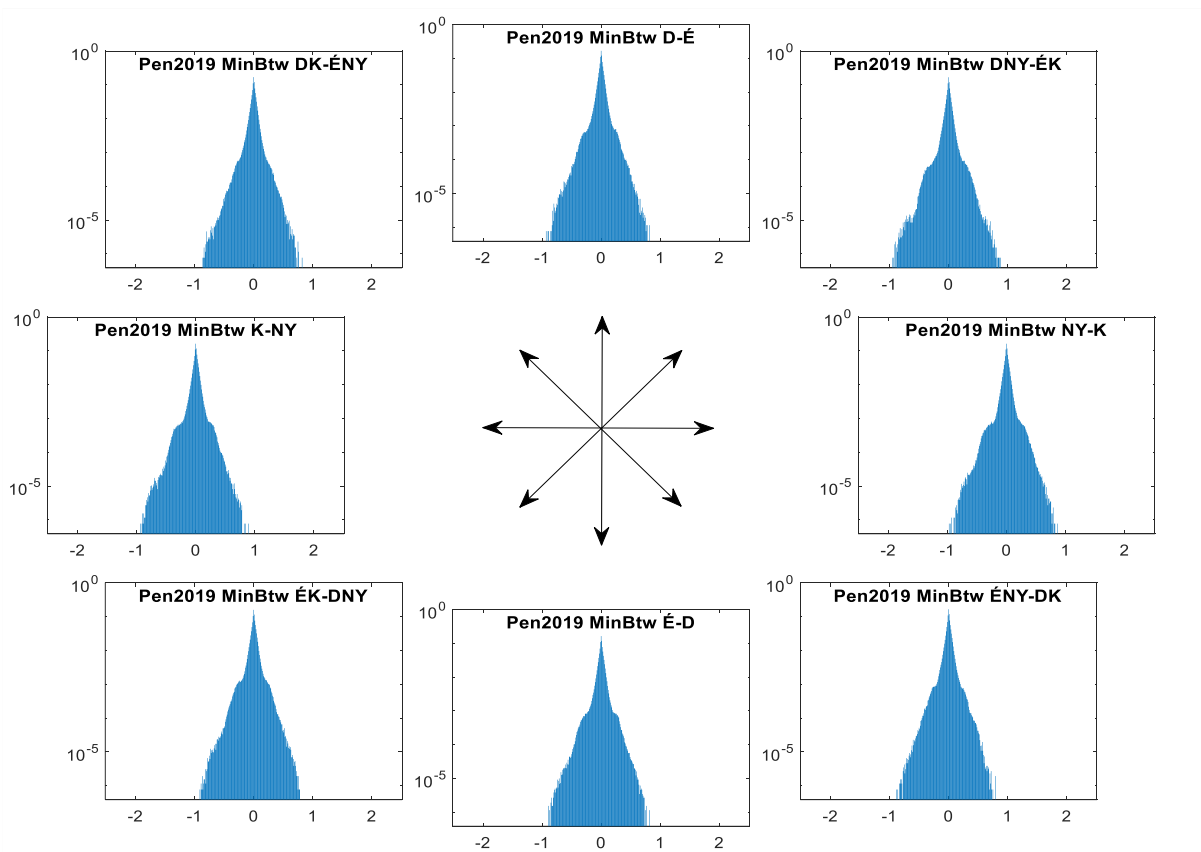 Pen2019 MinBtw DK-ÉNY
10^0
10^-5
-2 -1 0 1 2
Pen2019 MinBtw D-É
10^0
10^-5
-2 -1 0 1 2
Pen2019 MinBtw DNY-ÉK
10^0
10^-5
-2 -1 0 1 2
Pen2019 MinBtw K-NY
10^0
10^-5
-2 -1 0 1 2
Pen2019 MinBtw NY-K
10^0
10^-5
-2 -1 0 1 2
Pen2019 MinBtw ÉK-DNY
10^0
10^-5
-2 -1 0 1 2
Pen2019 MinBtw É-D
10^0
10^-5
-2 -1 0 1 2
Pen2019 MinBtw ÉNY-DK
10^0
10^-5
-2 -1 0 1 2